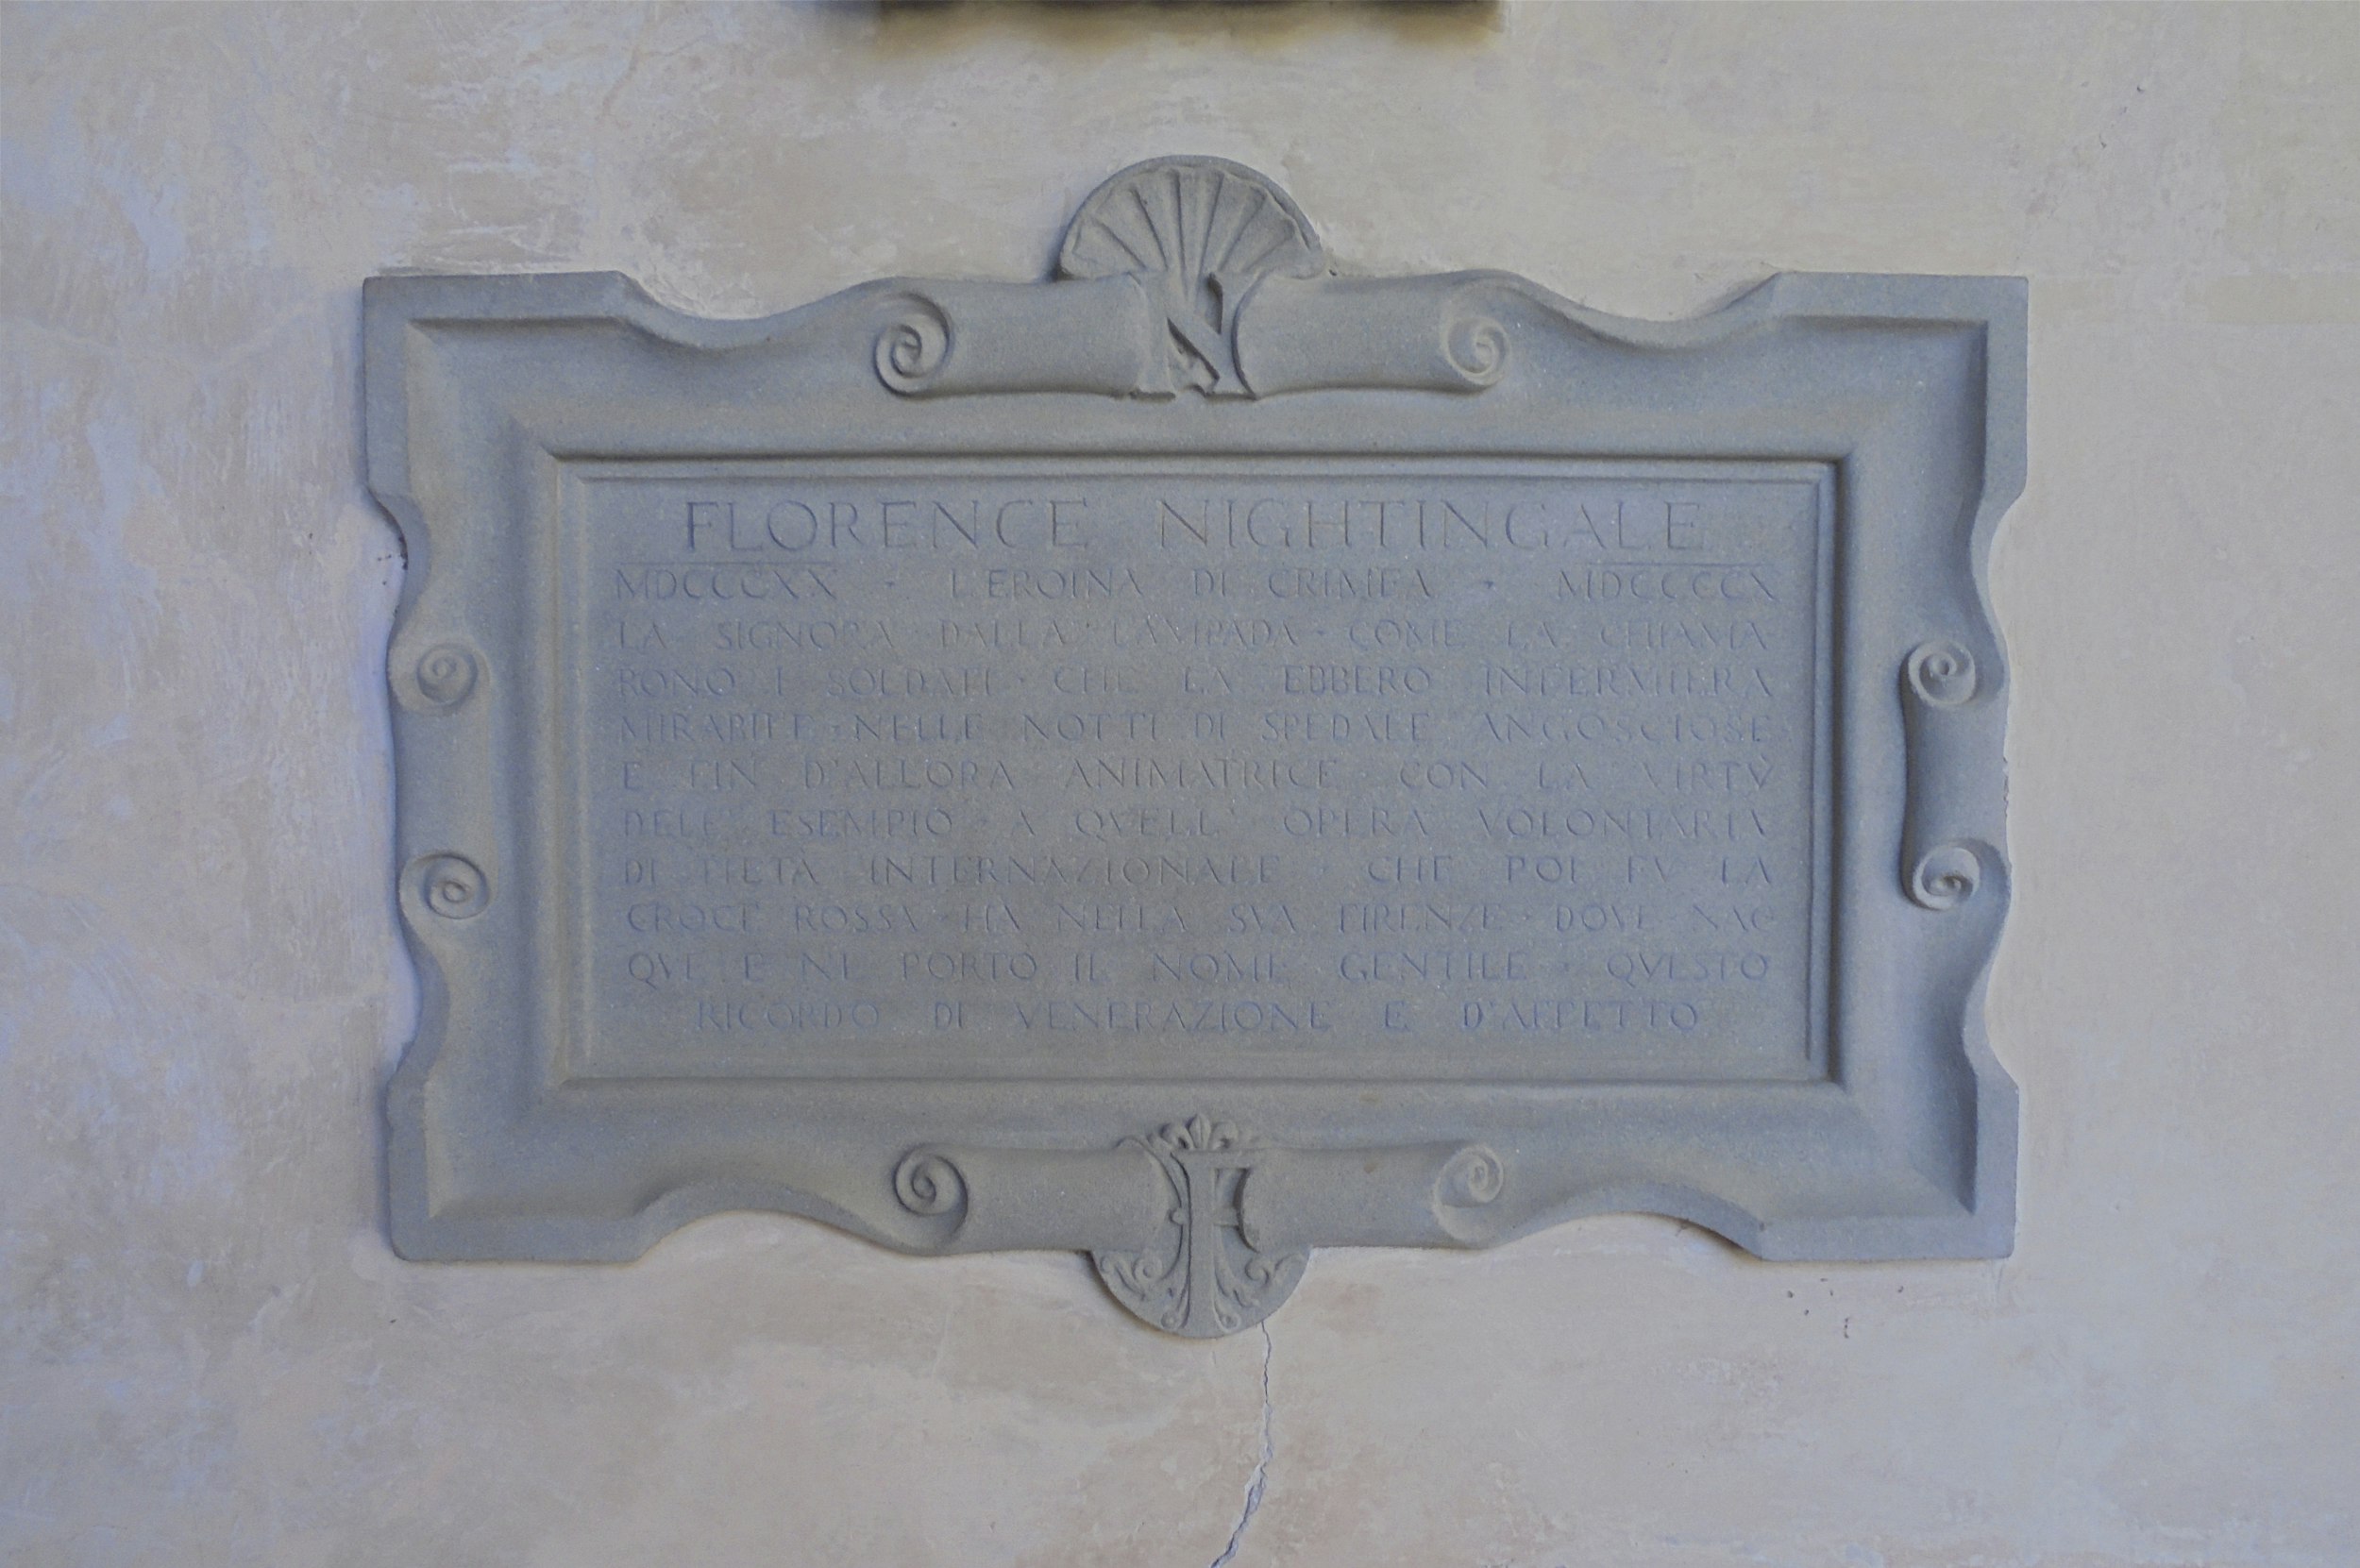 FLORENCE NIGHTINGALE
MDCCCXX · L'EROINA DI CRIMEA · MDCCCCX
LA SIGNORA DALLA LAMPADA · COME LA CHIAMA
RONO I SOLDATI · CHE LA EBBERO INFERMIERA
MIRABILE · NELLE NOTTI DI SPEDALE ANGOSCIOSE
E FIN D'ALLORA ANIMATRICE CON LA VIRTV
DELL' ESEMPIO · A QVELL' OPERA VOLONTARIA
DI PIETÀ INTERNAZIONALE · CHE POI FV LA
CROCE ROSSA · HA NELLA SVA FIRENZE · DOVE NAC
QVE E NE PORTÒ IL NOME GENTILE · QVESTO
RICORDO DI VENERAZIONE E D'AFFETTO